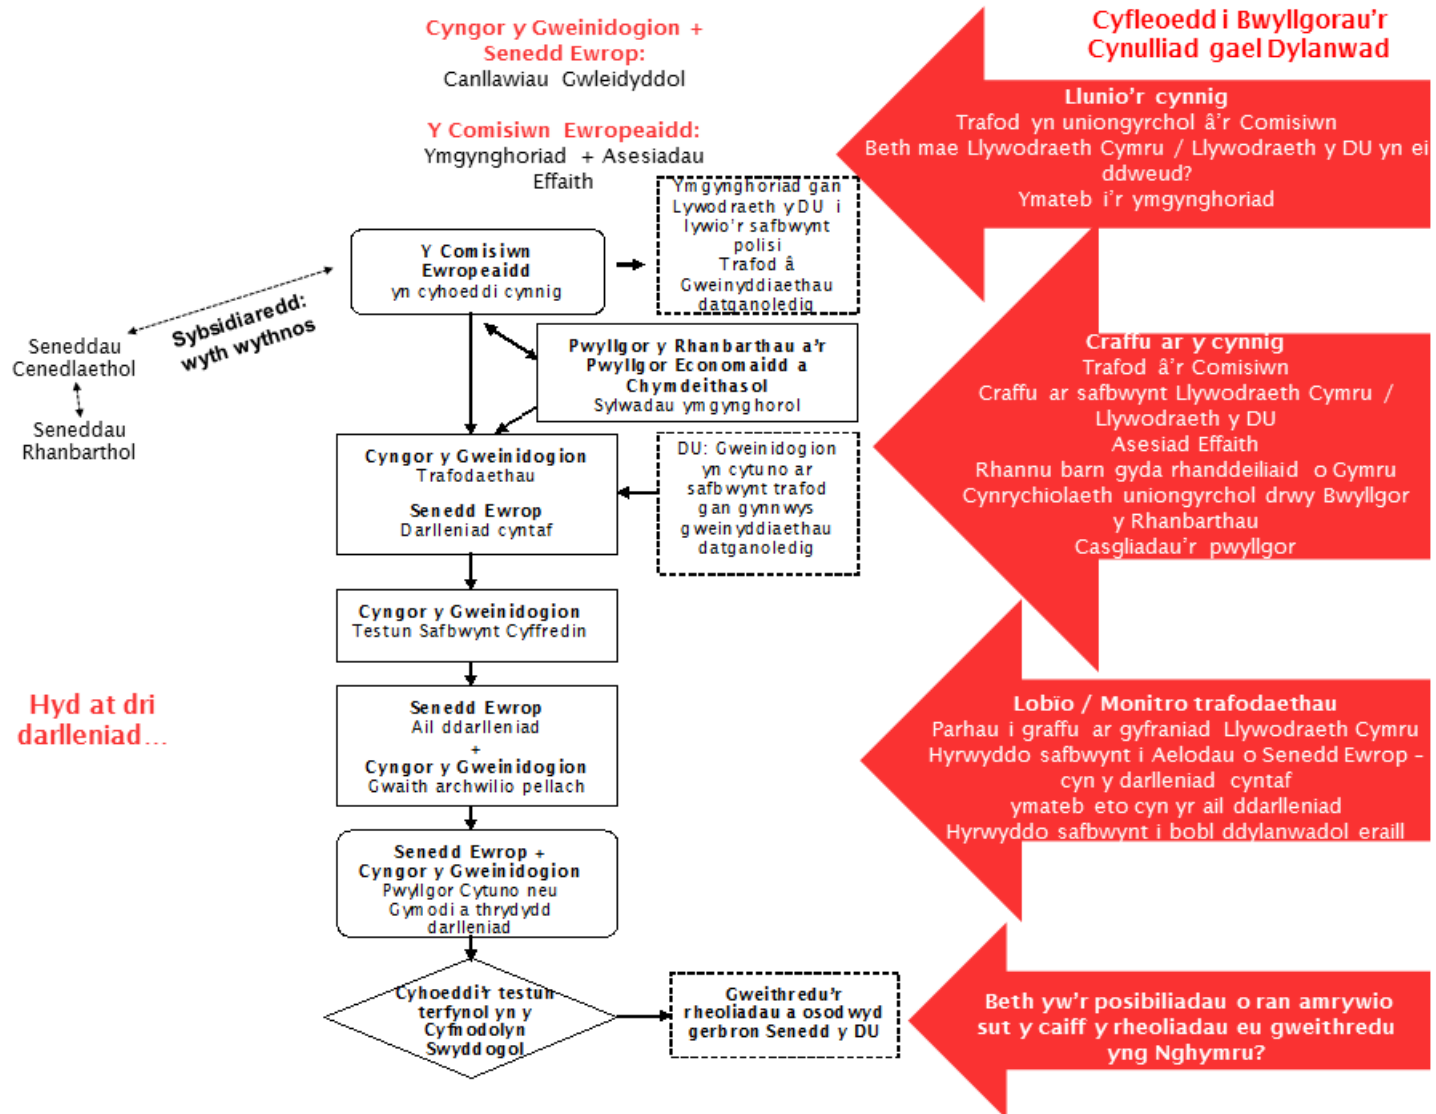 Cyngor y Gweinidogion +
Senedd Ewrop:
Canllawiau Gwleidyddol
Y Comisiwn Ewropeaidd:
Ymgynghoriad + Asesiadau
Effaith
Ymgynghoriad gan
Lywodraeth y DU i
lywio'r safbwynt
polisi
Trafod â
Gweinyddiaethau
datganoledig
Y Comisiwn
Ewropeaidd
yn cyhoeddi cynnig
Sybsidiaredd:
wyth wythnos
Seneddau
Cenedlaethol
Seneddau
Rhanbarthol
Pwyllgor y Rhanbarthau a'r
Pwyllgor Economaidd a
Chymdeithasol
Sylwadau ymgynghorol
Cyngor y Gweinidogion
Trafodaethau
Senedd Ewrop
Darlleniad cyntaf
DU: Gweinidogion
yn cytuno ar
safbwynt trafod
gan gynnwys
gweinyddiaethau
datganoledig
Cyngor y Gweinidogion
Testun Safbwynt Cyffredin
Hyd at dri
darlleniad...
Senedd Ewrop
Ail ddarlleniad
+
Cyngor y Gweinidogion
Gwaith archwilio pellach
Senedd Ewrop +
Cyngor y Gweinidogion
Pwyllgor Cytuno neu
Gymodi a thrydydd
darlleniad
Cyhoeddi'r testun
terfynol yn y
Cyfnodolyn
Swyddogol
Gweithredu'r
rheoliadau a osodwyd
gerbron Senedd y DU
Cyfleoedd i Bwyllgorau'r
Cynulliad gael Dylanwad
Llunio'r cynnig
Trafod yn uniongyrchol â'r Comisiwn
Beth mae Llywodraeth Cymru / Llywodraeth y DU yn ei
ddweud?
Ymateb i'r ymgynghoriad
Craffu ar y cynnig
Trafod â'r Comisiwn
Craffu ar safbwynt Llywodraeth Cymru /
Llywodraeth y DU
Asesiad Effaith
Rhannu barn gyda rhanddeiliaid o Gymru
Cynrychiolaeth uniongyrchol drwy Bwyllgor
y Rhanbarthau
Casgliadau'r pwyllgor
Lobïo / Monitro trafodaethau
Parhau i graffu ar gyfraniad Llywodraeth Cymru
Hyrwyddo safbwynt i Aelodau o Senedd Ewrop –
cyn y darlleniad cyntaf
ymateb eto cyn yr ail ddarlleniad
Hyrwyddo safbwynt i bobl ddylanwadol eraill
Beth yw'r posibiliadau o ran amrywio
sut y caiff y rheoliadau eu gweithredu
yng Nghymru?